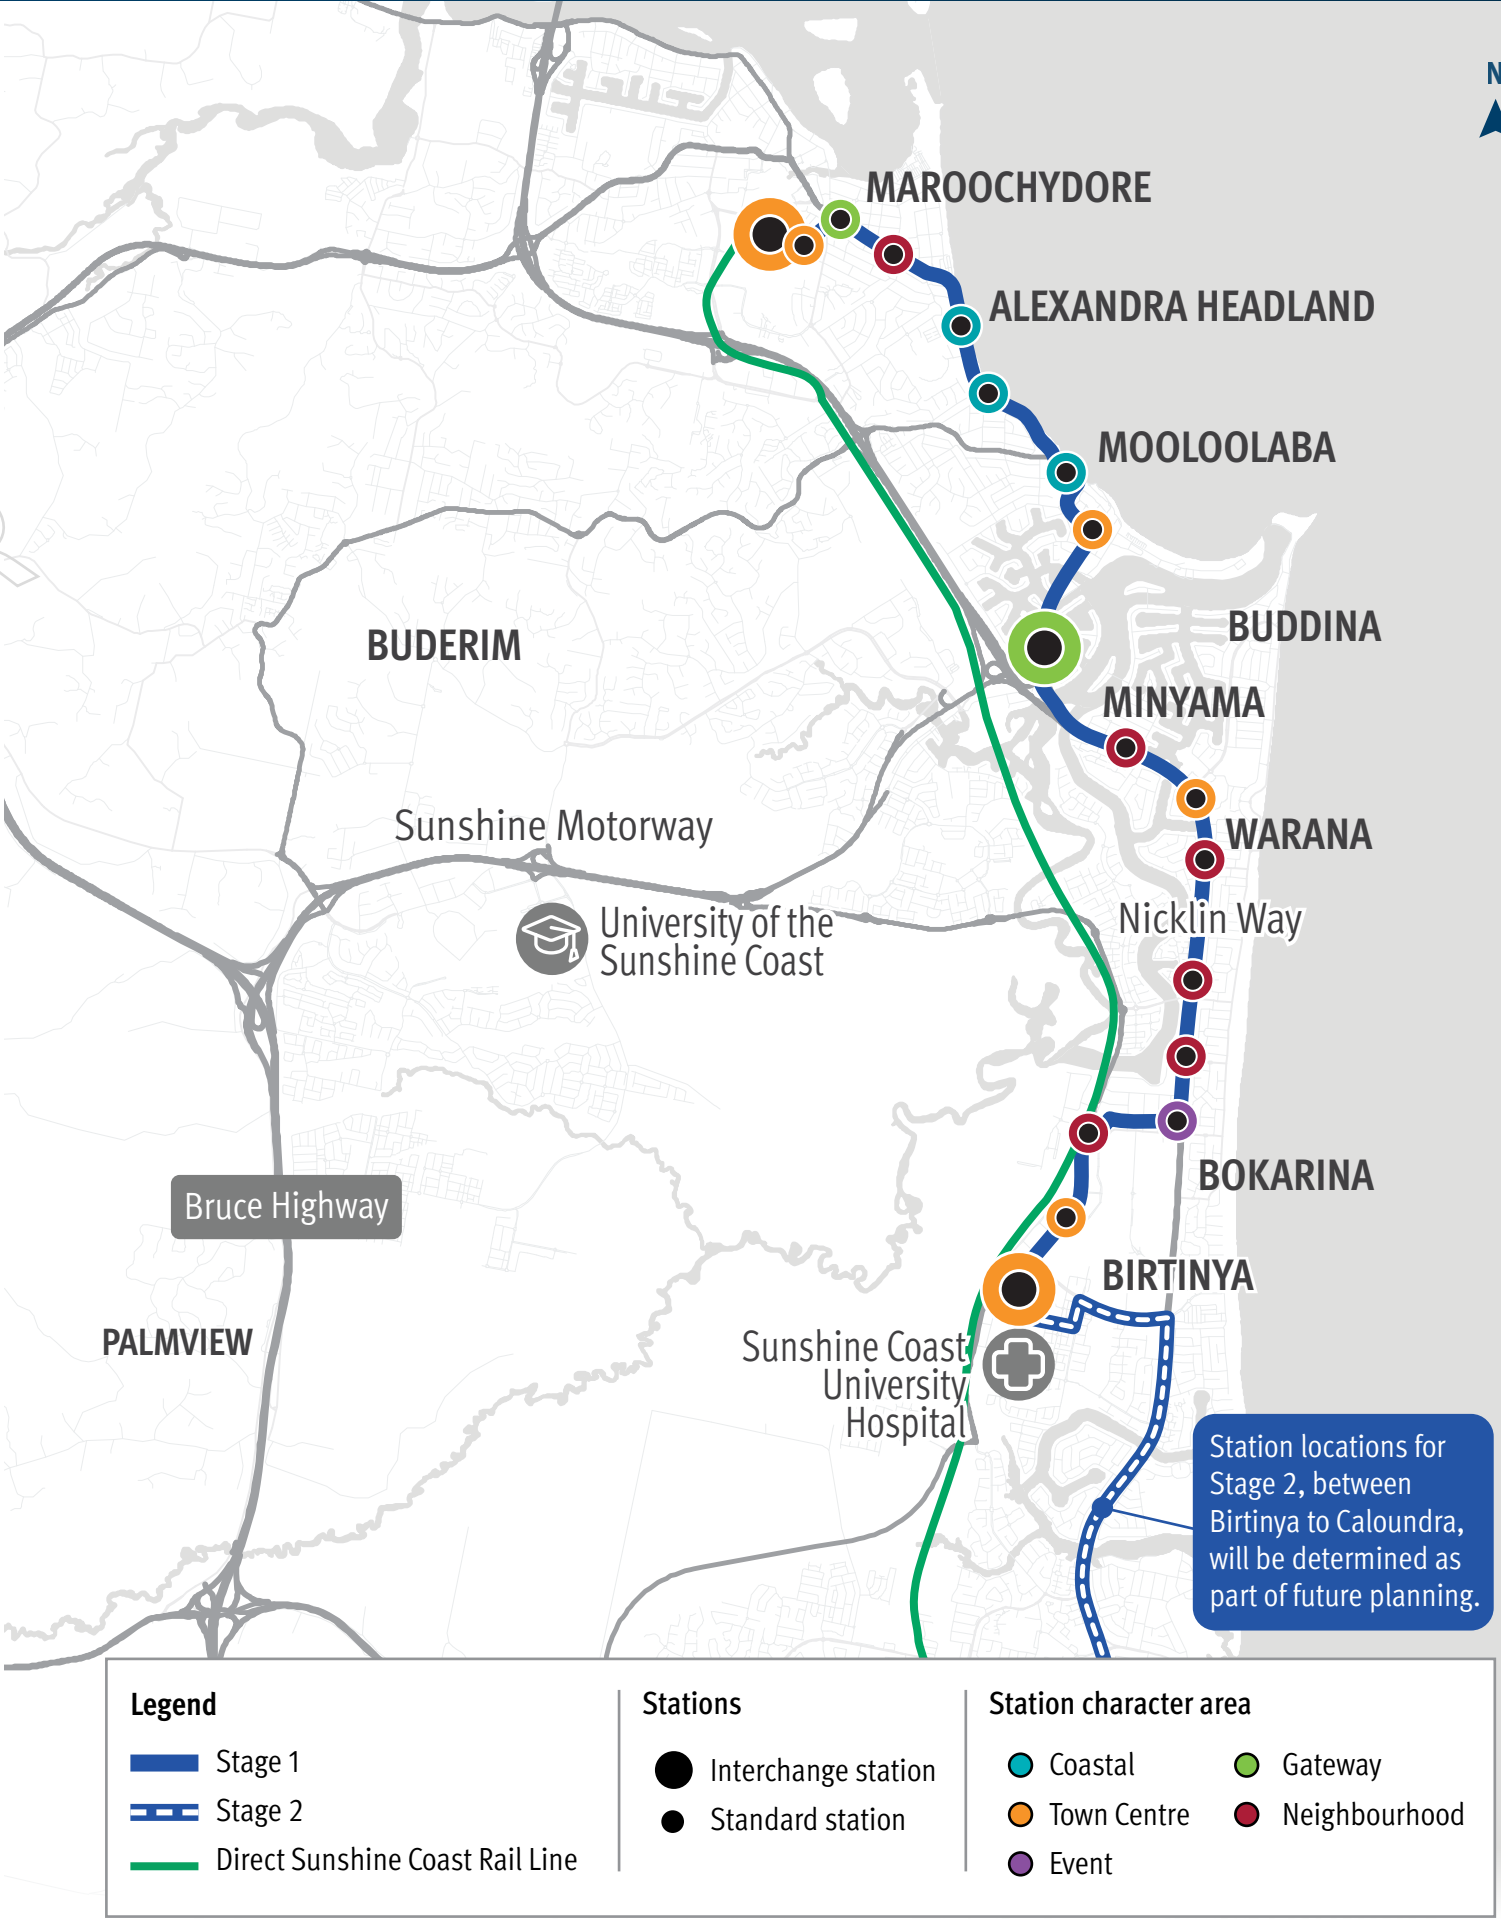 N
MAROOCHYDORE
ALEXANDRA HEADLAND
MOOLOOLABA
BUDDINA
BUDERIM
MINYAMA
Sunshine Motorway
WARANA
University of the
Sunshine Coast
Nicklin Way
BOKARINA
Bruce Highway
BIRTINYA
PALMVIEW
Sunshine Coast
University
Hospital
Station locations for
Stage 2, between
Birtinya to Caloundra,
will be determined as
part of future planning.
Legend
Stage 1
Stage 2
Direct Sunshine Coast Rail Line
Stations
Interchange station
Standard station
Station character area
Coastal
Gateway
Town Centre
Neighbourhood
Event